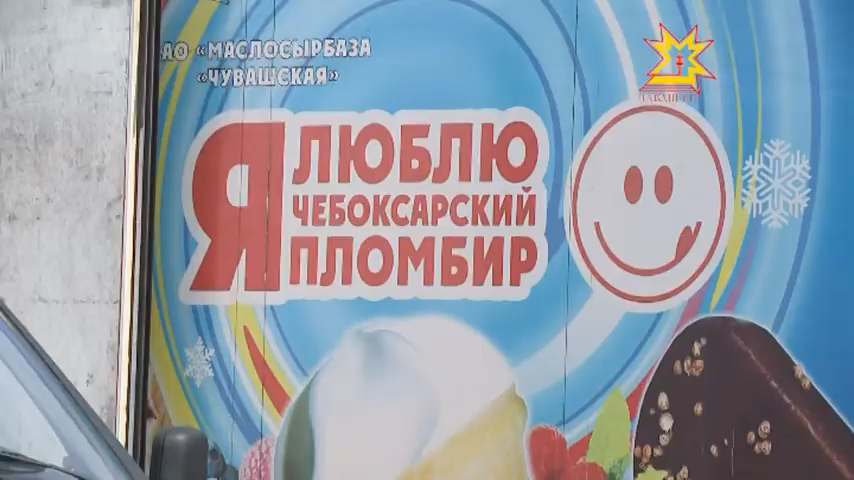 АО «МАСЛОСЫРБАЗА
«ЧУВАШСКАЯ»
Я ЛЮБЛЮ
ЧЕБОКСАРСКИЙ
ПЛОМБИР